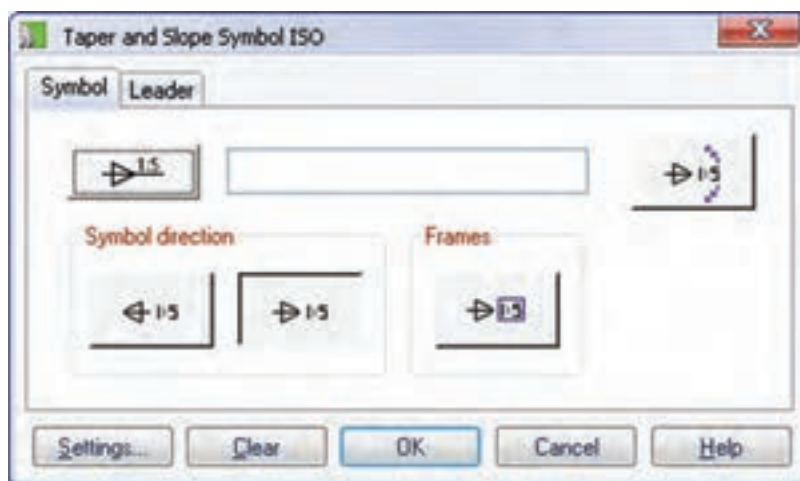 Taper and Slope Symbol ISO
Symbol Leader
1:5
1:5
Symbol direction Frames
1:5 1:5 1:5
Settings... Clear OK Cancel Help